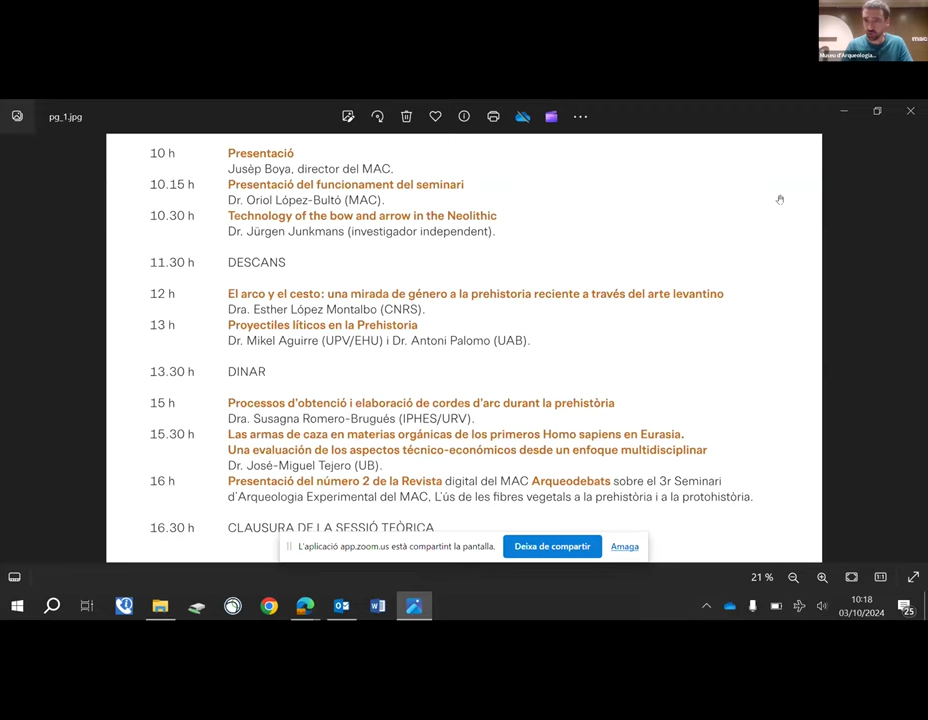 mac
Museu d'Arqueologia...
pg_1.jpg
10 h Presentació
Jusèp Boya, director del MAC.
10.15 h Presentació del funcionament del seminari
Dr. Oriol López-Bultó (MAC).
10.30 h Technology of the bow and arrow in the Neolithic
Dr. Jürgen Junkmans (investigador independent).
11.30 h DESCANS
12 h El arco y el cesto: una mirada de género a la prehistoria reciente a través del arte levantino
Dra. Esther López Montalbo (CNRS).
13 h Proyectiles líticos en la Prehistoria
Dr. Mikel Aguirre (UPV/EHU) i Dr. Antoni Palomo (UAB).
13.30 h DINAR
15 h Processos d'obtenció i elaboració de cordes d'arc durant la prehistòria
Dra. Susagna Romero-Brugués (IPHES/URV).
15.30 h Las armas de caza en materias orgánicas de los primeros Homo sapiens en Eurasia.
Una evaluación de los aspectos técnico-económicos desde un enfoque multidisciplinar
Dr. José-Miguel Tejero (UB).
16 h Presentació del número 2 de la Revista digital del MAC Arqueodebats sobre el 3r Seminari
d'Arqueologia Experimental del MAC, L'ús de les fibres vegetals a la prehistòria i a la protohistòria.
16.30 h CLAUSURA DE LA SESSIÓ TEÒRICA
L'aplicació app.zoom.us està compartint la pantalla. Deixa de compartir Amaga
21 %
10:18
03/10/2024
25